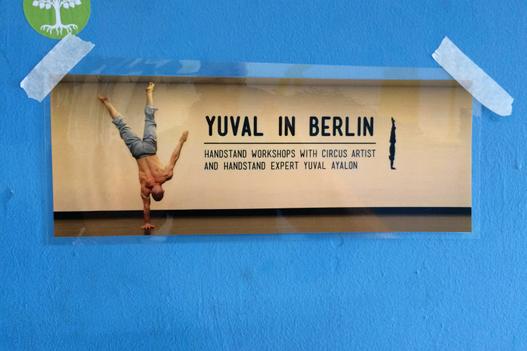 YUVAL IN BERLIN
HANDSTAND WORKSHOPS WITH CIRCUS ARTIST
AND HANDSTAND EXPERT YUVAL AYALON